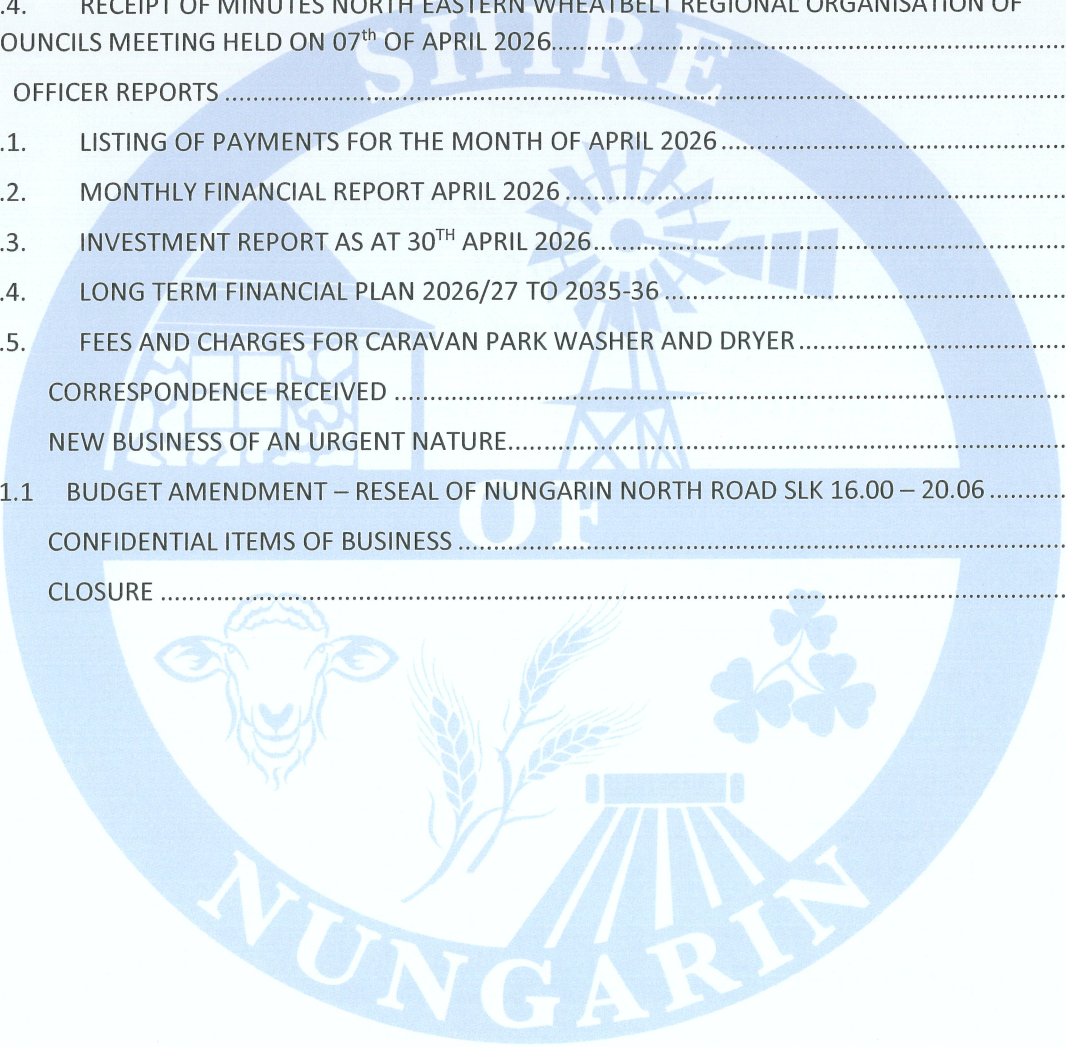 .4. RECEIPT OF MINUTES NORTH EASTERN WHEATBELT REGIONAL ORGANISATION OF
OUNCILS MEETING HELD ON 07th OF APRIL 2026
OFFICER REPORTS
.1. LISTING OF PAYMENTS FOR THE MONTH OF APRIL 2026
.2. MONTHLY FINANCIAL REPORT APRIL 2026
.3. INVESTMENT REPORT AS AT 30TH APRIL 2026
.4. LONG TERM FINANCIAL PLAN 2026/27 TO 2035-36
.5. FEES AND CHARGES FOR CARAVAN PARK WASHER AND DRYER
CORRESPONDENCE RECEIVED
NEW BUSINESS OF AN URGENT NATURE
1.1 BUDGET AMENDMENT – RESEAL OF NUNGARIN NORTH ROAD SLK 16.00 – 20.06
CONFIDENTIAL ITEMS OF BUSINESS
CLOSURE
SHIRE
OF
NUNGARIN